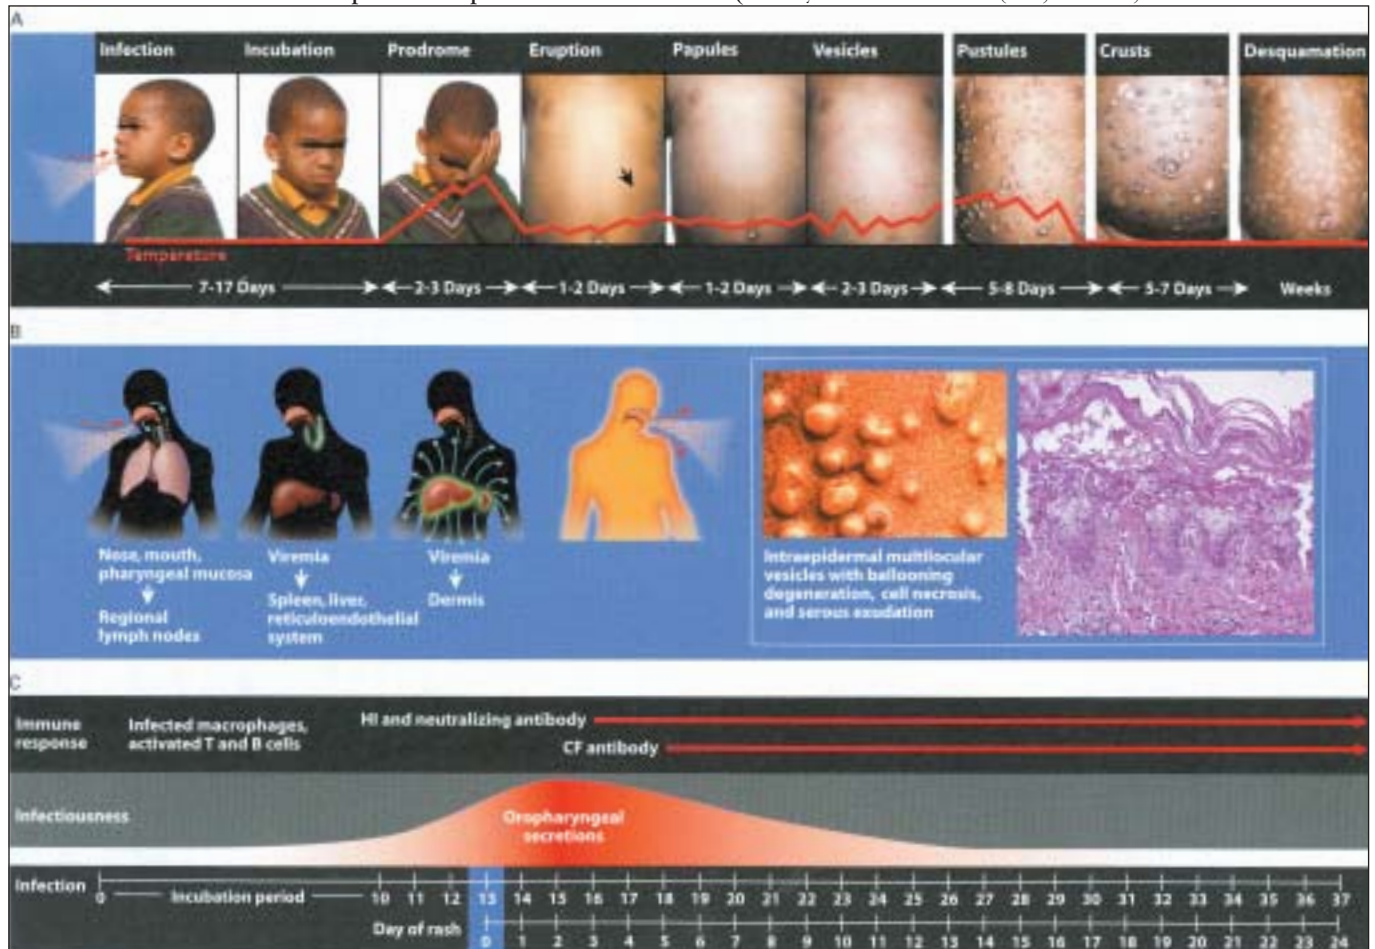 A
Infection Incubation Prodrome Eruption Papules Vesicles Pustules Crusts Desquamation
Temperature
7-17 Days 2-3 Days 1-2 Days 1-2 Days 2-3 Days 5-8 Days 5-7 Days Weeks
B
Nose, mouth,
pharyngeal mucosa
Regional
lymph nodes
Viremia
Spleen, liver,
reticuloendothelial
system
Viremia
Dermis
Intraepidermal multilocular
vesicles with ballooning
degeneration, cell necrosis,
and serous exudation
C
Immune
response
Infected macrophages,
activated T and B cells
HI and neutralizing antibody
CF antibody
Infectiousness
Oropharyngeal
secretions
Infection 0 Incubation period 10 11 12 13 14 15 16 17 18 19 20 21 22 23 24 25 26 27 28 29 30 31 32 33 34 35 36 37
Day of rash 0 1 2 3 4 5 6 7 8 9 10 11 12 13 14 15 16 17 18 19 20 21 22 23 24